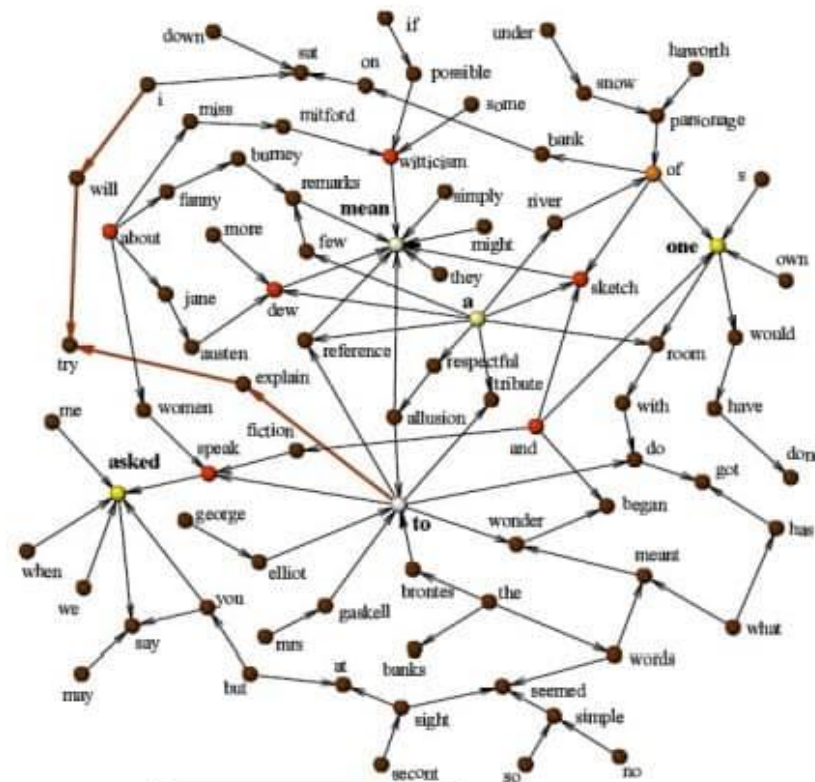 if
under
down
haworth
sat
on
possible
snow
i
some
miss
mitford
parsonage
bank
witticism
burney
of
will
fanny
remarks
simply
river
s
mean
more
about
few
might
one
they
own
jane
dew
a
sketch
would
austen
reference
respectful
room
try
explain
tribute
me
women
allusion
with
have
fiction
and
speak
do
don
asked
got
george
to
wonder
began
has
when
elliot
meant
brontes
the
we
you
gaskell
say
mrs
what
banks
words
may
but
at
seemed
sight
simple
secont
so
no